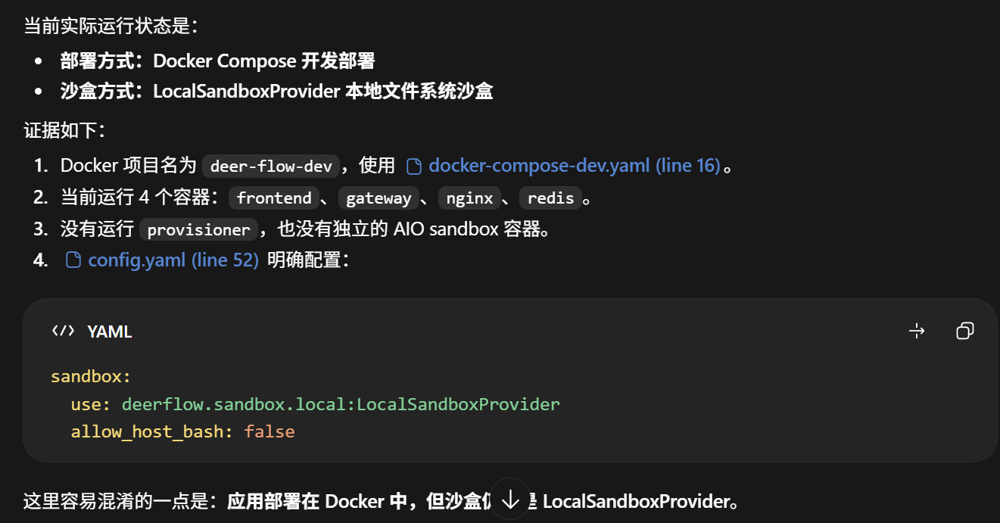 当前实际运行状态是：
• 部署方式：Docker Compose 开发部署
• 沙盒方式：LocalSandboxProvider 本地文件系统沙盒
证据如下：
1. Docker 项目名为 deer-flow-dev，使用 docker-compose-dev.yaml (line 16)。
2. 当前运行 4 个容器：frontend、gateway、nginx、redis。
3. 没有运行 provisioner，也没有独立的 AIO sandbox 容器。
4. config.yaml (line 52) 明确配置：
</> YAML
sandbox:
  use: deerflow.sandbox.local:LocalSandboxProvider
  allow_host_bash: false
这里容易混淆的一点是：应用部署在 Docker 中，但沙盒 是 LocalSandboxProvider。